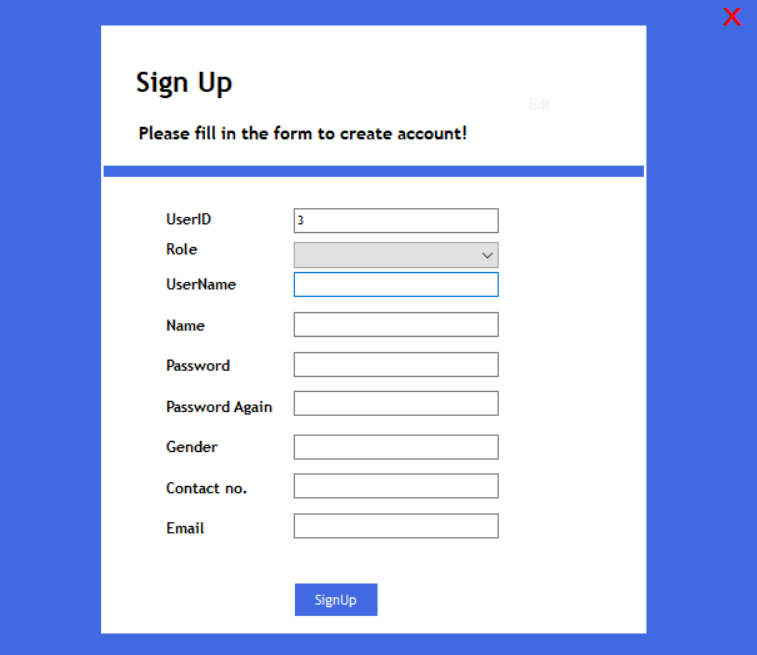 X
Sign Up
Edit
Please fill in the form to create account!
UserID 3
Role
UserName
Name
Password
Password Again
Gender
Contact no.
Email
SignUp